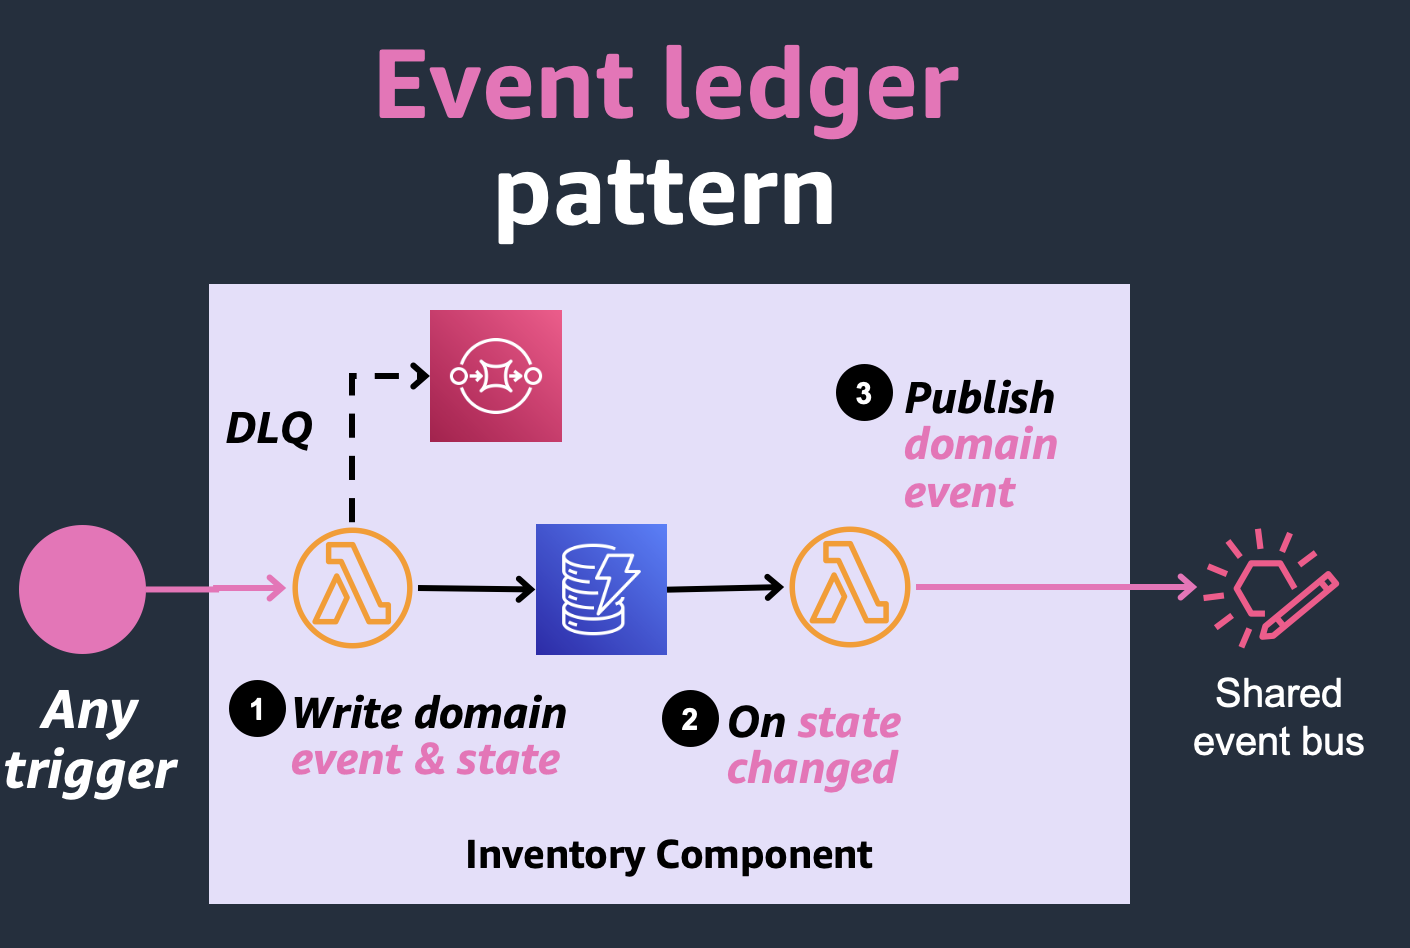 Event ledger
pattern
DLQ
3 Publish
domain
event
Any
trigger
1 Write domain
event & state
2 On state
changed
Shared
event bus
Inventory Component